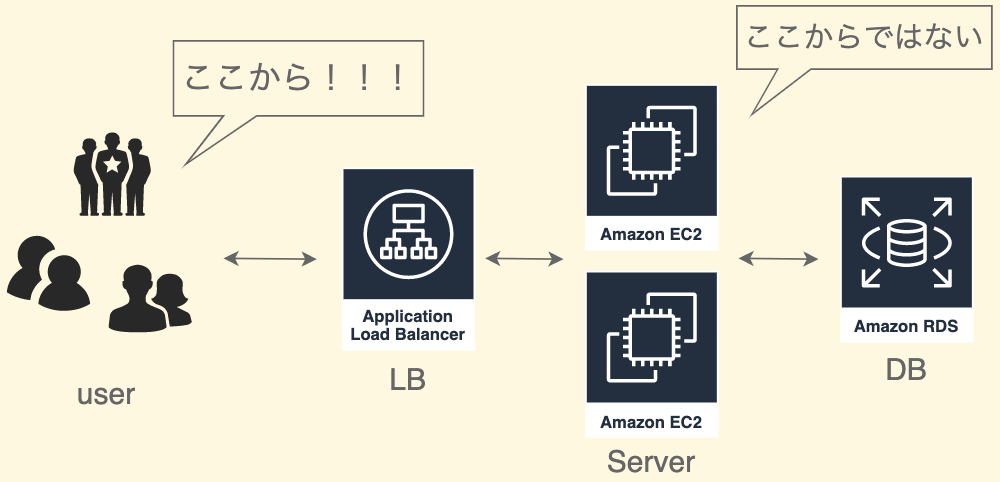 ここからではない
ここから！！！
Amazon EC2
Application
Load Balancer
Amazon RDS
Amazon EC2
user
LB
DB
Server